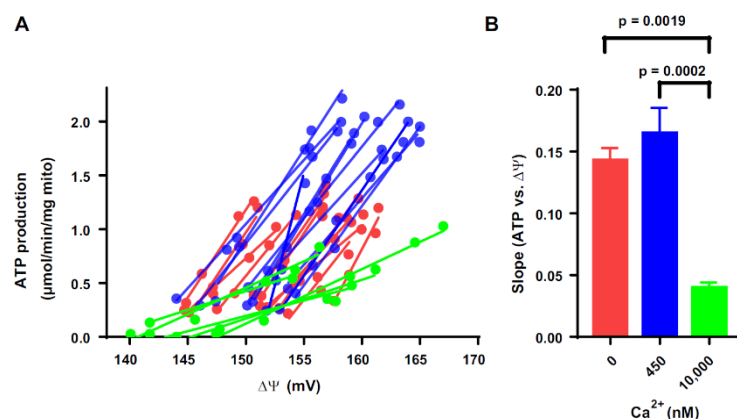 A
ATP production
(μmol/min/mg mito)
2.0
1.5
1.0
0.5
0.0
140 145 150 155 160 165 170
ΔΨ (mV)
B
p = 0.0019
p = 0.0002
Slope (ATP vs. ΔΨ)
0.20
0.15
0.10
0.05
0.00
0 450 10,000
Ca²⁺ (nM)